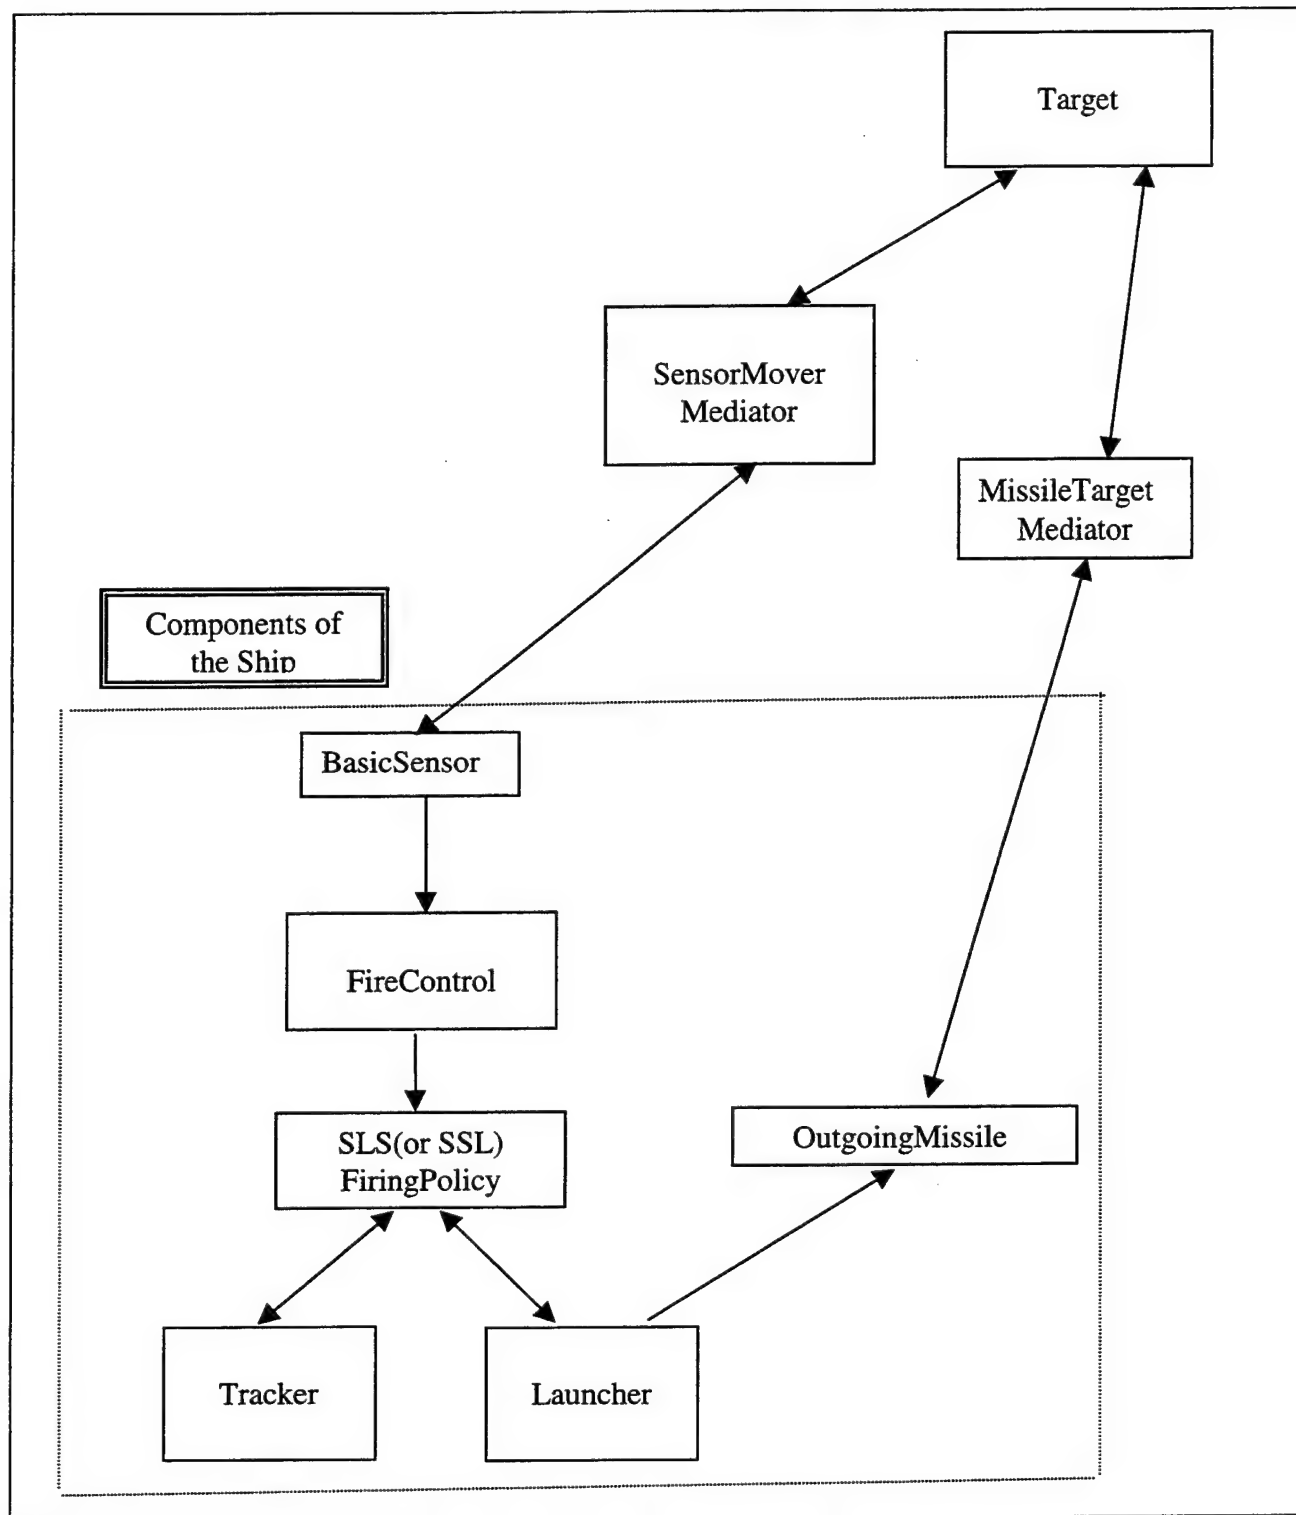 Target
SensorMover
Mediator
MissileTarget
Mediator
Components of
the Ship
BasicSensor
FireControl
SLS(or SSL)
FiringPolicy
OutgoingMissile
Tracker
Launcher